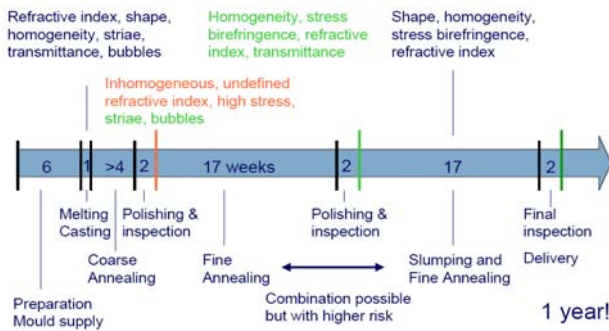 Refractive index, shape,
homogeneity, striae,
transmittance, bubbles
Homogeneity, stress
birefringence, refractive
index, transmittance
Shape, homogeneity,
stress birefringence,
refractive index
Inhomogeneous, undefined
refractive index, high stress,
striae, bubbles
6
1
>4
2
17 weeks
2
17
2
Melting
Casting
Polishing &
inspection
Polishing &
inspection
Final
inspection
Coarse
Annealing
Fine
Annealing
Slumping and
Fine Annealing
Delivery
Preparation
Mould supply
Combination possible
but with higher risk
1 year!